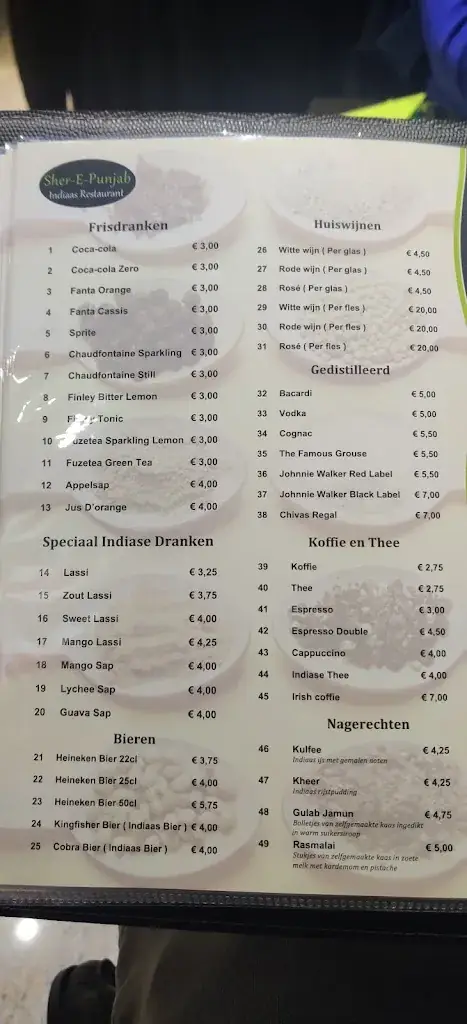 Sher-E-Punjab
Indiaas Restaurant
Frisdranken
1 Coca-cola € 3,00
2 Coca-cola Zero € 3,00
3 Fanta Orange € 3,00
4 Fanta Cassis € 3,00
5 Sprite € 3,00
6 Chaudfontaine Sparkling € 3,00
7 Chaudfontaine Still € 3,00
8 Finley Bitter Lemon € 3,00
9 Tonic € 3,00
10 Fuzetea Sparkling Lemon € 3,00
11 Fuzetea Green Tea € 3,00
12 Appelsap € 4,00
13 Jus D'orange € 4,00
Speciaal Indiase Dranken
14 Lassi € 3,25
15 Zout Lassi € 3,75
16 Sweet Lassi € 4,00
17 Mango Lassi € 4,25
18 Mango Sap € 4,00
19 Lychee Sap € 4,00
20 Guava Sap € 4,00
Bieren
21 Heineken Bier 22cl € 3,75
22 Heineken Bier 25cl € 4,00
23 Heineken Bier 50cl € 5,75
24 Kingfisher Bier ( Indiaas Bier ) € 4,00
25 Cobra Bier ( Indiaas Bier ) € 4,00
Huiswijnen
26 Witte wijn ( Per glas ) € 4,50
27 Rode wijn ( Per glas ) € 4,50
28 Rosé ( Per glas ) € 4,50
29 Witte wijn ( Per fles ) € 20,00
30 Rode wijn ( Per fles ) € 20,00
31 Rosé ( Per fles ) € 20,00
Gedistilleerd
32 Bacardi € 5,00
33 Vodka € 5,00
34 Cognac € 5,50
35 The Famous Grouse € 5,50
36 Johnnie Walker Red Label € 5,50
37 Johnnie Walker Black Label € 7,00
38 Chivas Regal € 7,00
Koffie en Thee
39 Koffie € 2,75
40 Thee € 2,75
41 Espresso € 3,00
42 Espresso Double € 4,50
43 Cappuccino € 4,00
44 Indiase Thee € 4,00
45 Irish coffie € 7,00
Nagerechten
46 Kulfee € 4,25
Indiaas ijs met gemalen noten
47 Kheer € 4,25
Indiaas rijstpudding
48 Gulab Jamun € 4,75
Bolletjes van zelfgemaakte kaas ingedikt
in warm suikersiroop
49 Rasmalai € 5,00
Stukjes van zelfgemaakte kaas in zoete
melk met kardemom en pistache